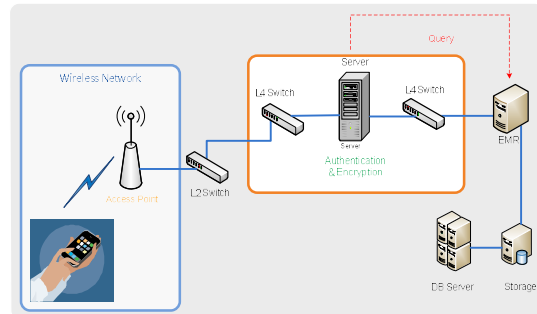 Query
Server
Wireless Network
L4 Switch
L4 Switch
Server
EMR
Authentication
& Encryption
L2 Switch
Access Point
DB Server
Storage